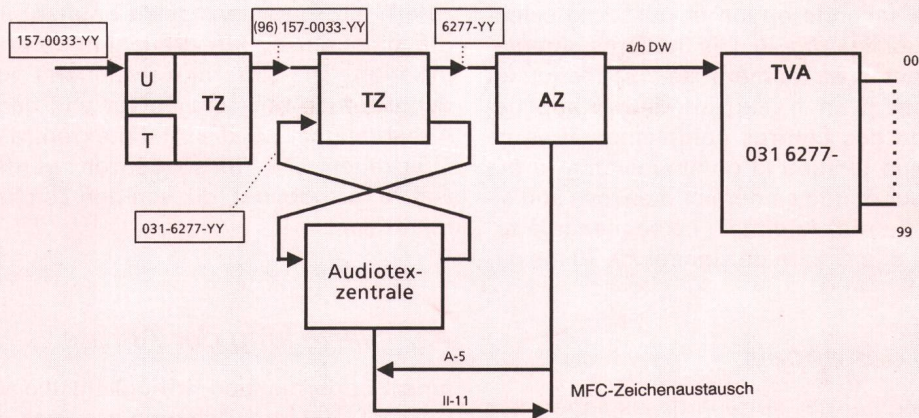 157-0033-YY
(96) 157-0033-YY
6277-YY
a/b DW
U
T
TZ
TZ
AZ
TVA
031 6277-
00
99
031-6277-YY
Audiotex-
zentrale
A-5
II-11
MFC-Zeichenaustausch